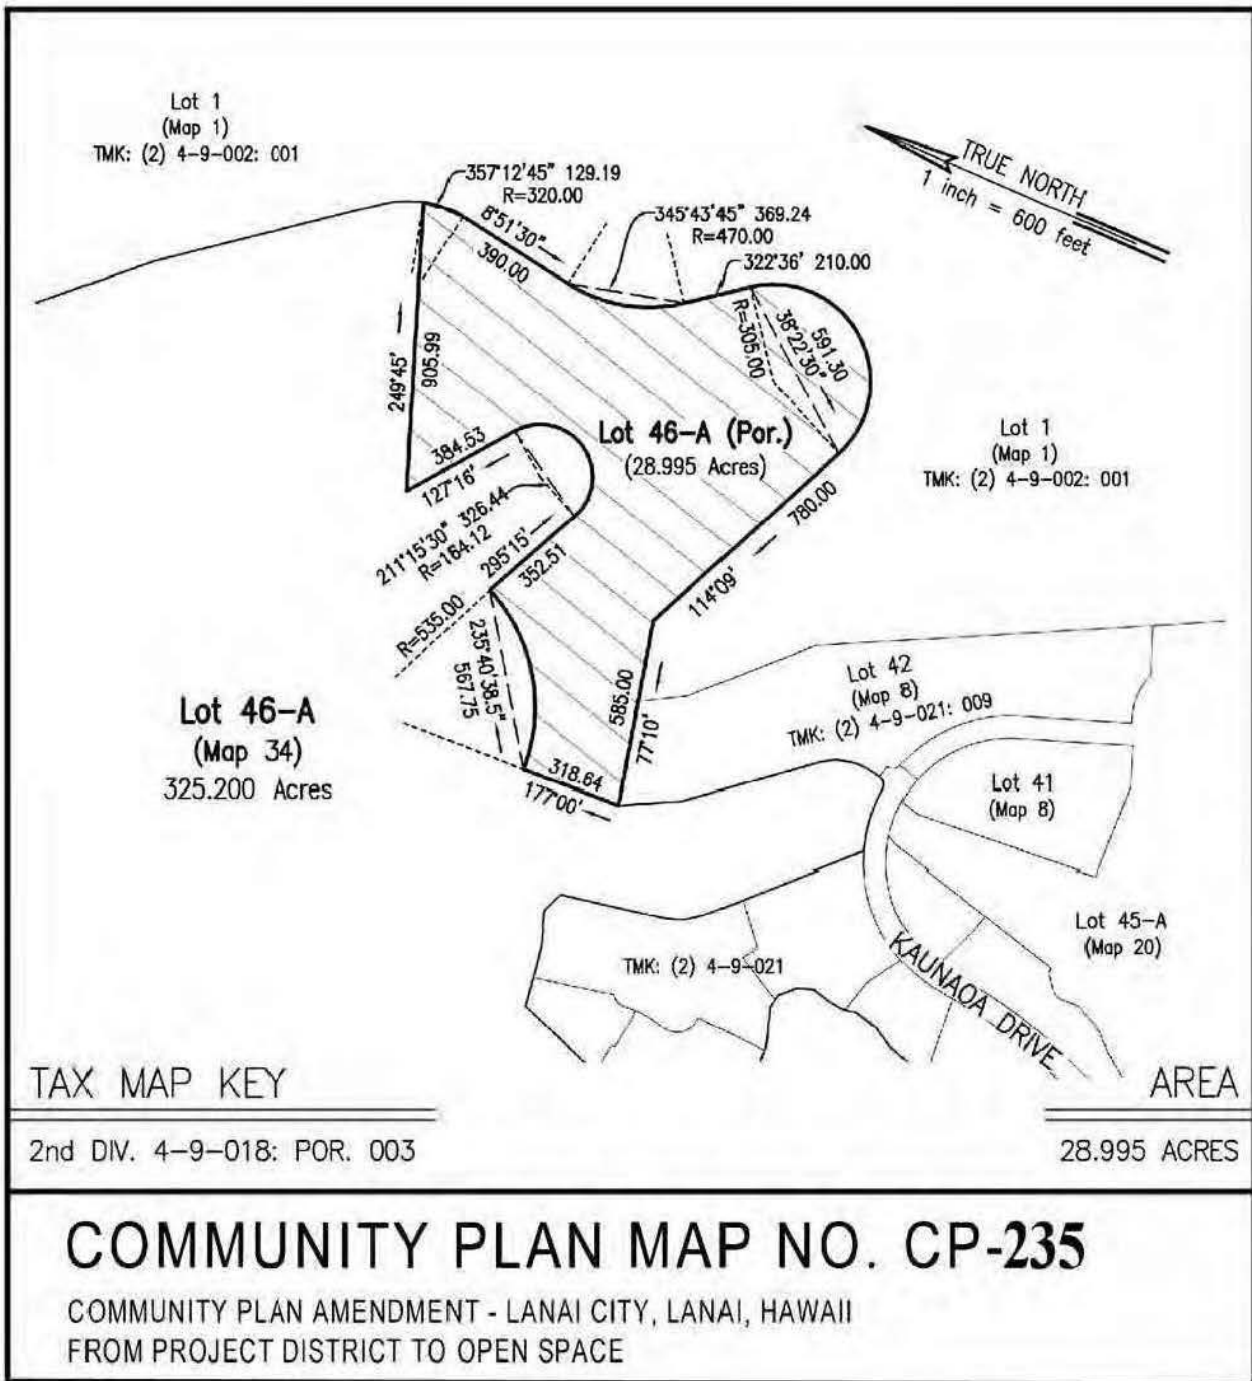 Lot 1
(Map 1)
TMK: (2) 4-9-002: 001
357°12'45" 129.19
R=320.00
8°51'30"
390.00
345°43'45" 369.24
R=470.00
322°36' 210.00
TRUE NORTH
1 inch = 600 feet
R=305.00
38°22'30"
591.30
249°45'
905.99
Lot 46-A (Por.)
(28.995 Acres)
384.53
127°16'
211°15'30" 326.44
R=164.12
295°15'
352.51
780.00
114°09'
Lot 1
(Map 1)
TMK: (2) 4-9-002: 001
R=535.00
235°40'38.5"
567.75
585.00
77°10'
318.64
177°00'
Lot 46-A
(Map 34)
325.200 Acres
Lot 42
(Map 8)
TMK: (2) 4-9-021: 009
Lot 41
(Map 8)
Lot 45-A
(Map 20)
TMK: (2) 4-9-021
KAUNAOA DRIVE
TAX MAP KEY
AREA
2nd DIV. 4-9-018: POR. 003
28.995 ACRES
COMMUNITY PLAN MAP NO. CP-235
COMMUNITY PLAN AMENDMENT - LANAI CITY, LANAI, HAWAII
FROM PROJECT DISTRICT TO OPEN SPACE